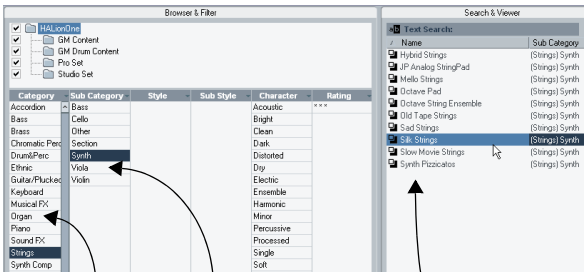 Browser & Filter
HALionOne
GM Content
GM Drum Content
Pro Set
Studio Set
Category Sub Category Style Sub Style Character Rating
Accordion Bass Acoustic ***
Bass Cello Bright
Brass Other Clean
Chromatic Perc Section Dark
Drum&Perc Synth Distorted
Ethnic Viola Dry
Guitar/Plucked Violin Electric
Keyboard Ensemble
Musical FX Harmonic
Organ Minor
Piano Percussive
Sound FX Processed
Strings Single
Synth Comp Soft
Search & Viewer
Text Search:
Name Sub Category
Hybrid Strings (Strings) Synth
JP Analog StringPad (Strings) Synth
Mello Strings (Strings) Synth
Octave Pad (Strings) Synth
Octave String Ensemble (Strings) Synth
Old Tape Strings (Strings) Synth
Sad Strings (Strings) Synth
Silk Strings (Strings) Synth
Slow Movie Strings (Strings) Synth
Synth Pizzicatos (Strings) Synth